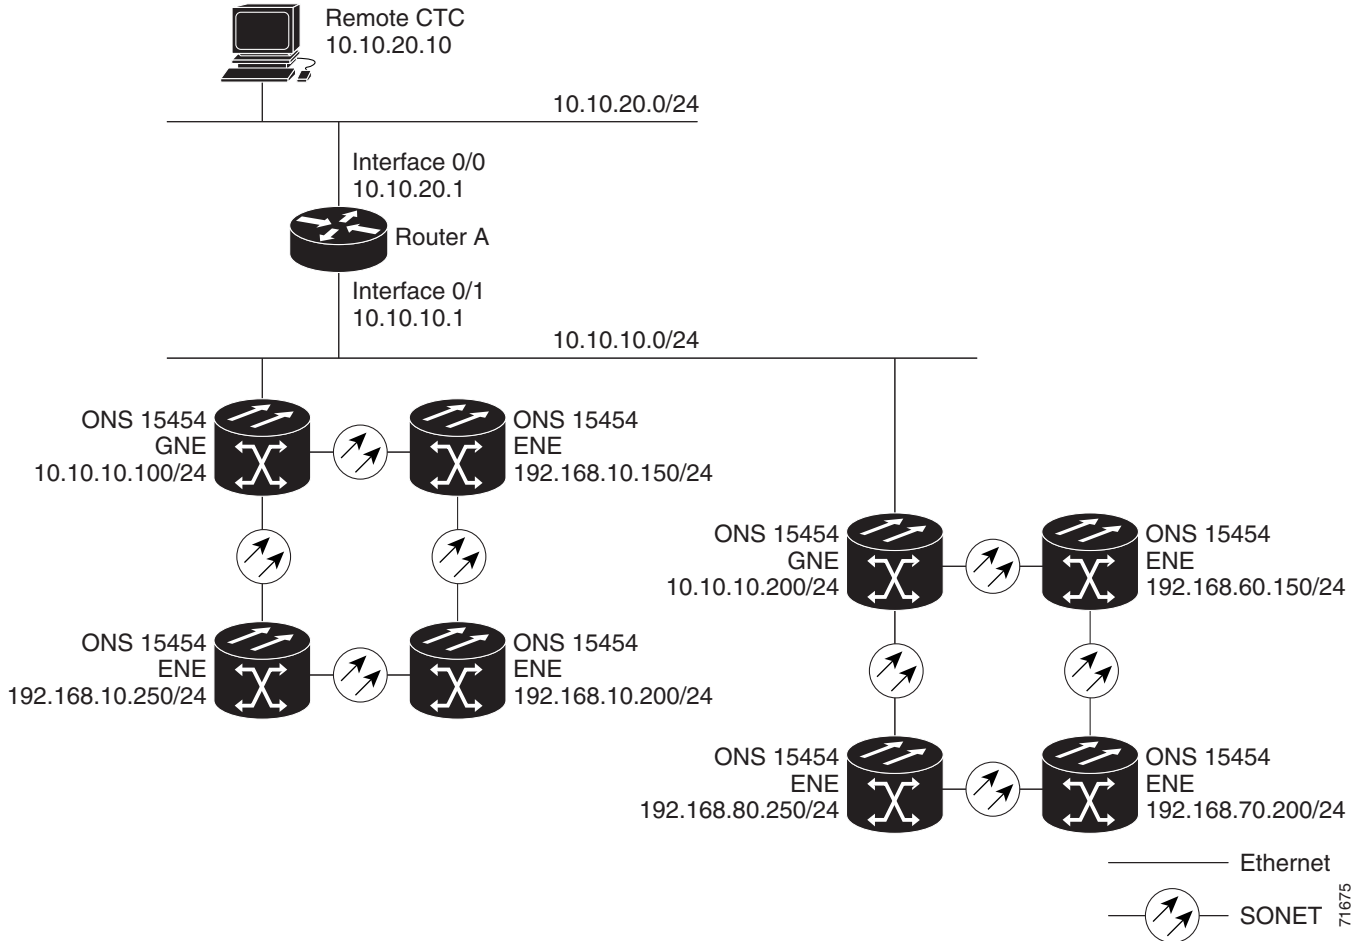 Remote CTC
10.10.20.10
10.10.20.0/24
Interface 0/0
10.10.20.1
Router A
Interface 0/1
10.10.10.1
10.10.10.0/24
ONS 15454
GNE
10.10.10.100/24
ONS 15454
ENE
192.168.10.150/24
ONS 15454
GNE
10.10.10.200/24
ONS 15454
ENE
192.168.60.150/24
ONS 15454
ENE
192.168.10.250/24
ONS 15454
ENE
192.168.10.200/24
ONS 15454
ENE
192.168.80.250/24
ONS 15454
ENE
192.168.70.200/24
Ethernet
SONET
71675